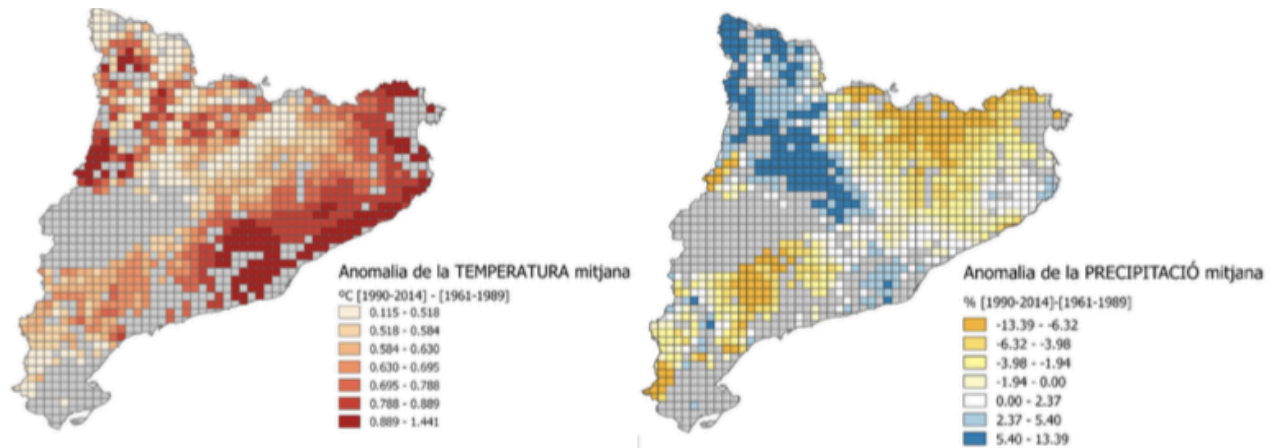 Anomalia de la TEMPERATURA mitjana
ºC [1990-2014] - [1961-1989]
0.115 - 0.518
0.518 - 0.584
0.584 - 0.630
0.630 - 0.695
0.695 - 0.788
0.788 - 0.889
0.889 - 1.441
Anomalia de la PRECIPITACIÓ mitjana
% [1990-2014]-[1961-1989]
-13.39 - -6.32
-6.32 - -3.98
-3.98 - -1.94
-1.94 - 0.00
0.00 - 2.37
2.37 - 5.40
5.40 - 13.39